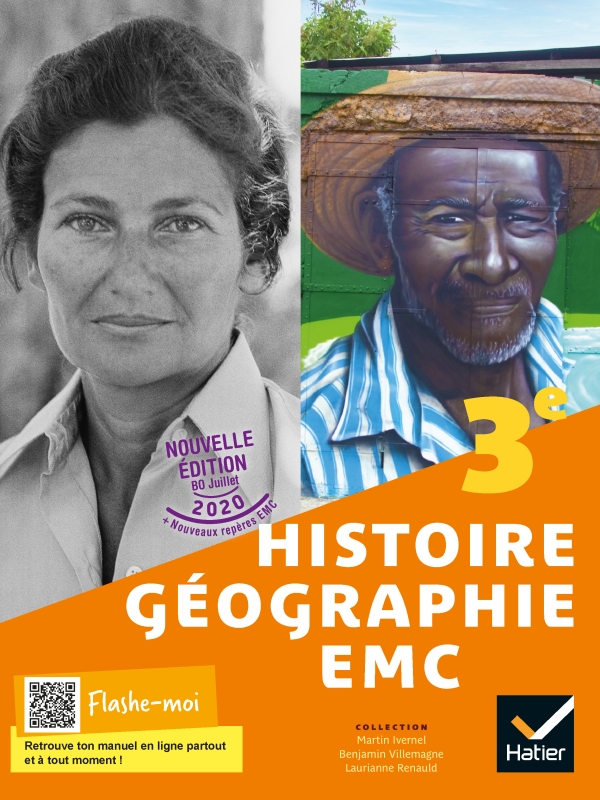 NOUVELLE
ÉDITION
BO Juillet
2020
+ Nouveaux repères EMC
3e
HISTOIRE
GÉOGRAPHIE
EMC
Flashe-moi
Retrouve ton manuel en ligne partout
et à tout moment !
COLLECTION
Martin Ivernel
Benjamin Villemagne
Laurianne Renauld
Hatier